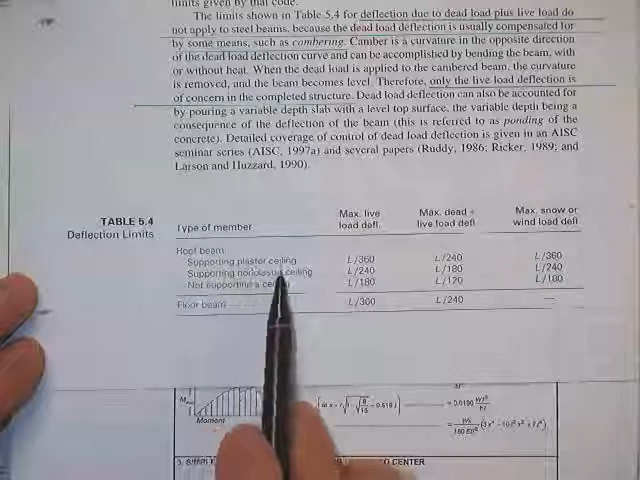 limits given by that code.
The limits shown in Table 5.4 for deflection due to dead load plus live load do
not apply to steel beams, because the dead load deflection is usually compensated for
by some means, such as cambering. Camber is a curvature in the opposite direction
of the dead load deflection curve and can be accomplished by bending the beam, with
or without heat. When the dead load is applied to the cambered beam, the curvature
is removed, and the beam becomes level. Therefore, only the live load deflection is
of concern in the completed structure. Dead load deflection can also be accounted for
by pouring a variable depth slab with a level top surface, the variable depth being a
consequence of the deflection of the beam (this is referred to as ponding of the
concrete). Detailed coverage of control of dead load deflection is given in an AISC
seminar series (AISC, 1997a) and several papers (Ruddy, 1986; Ricker, 1989; and
Larson and Huzzard, 1990).
TABLE 5.4
Deflection Limits
Type of member Max. live load defl. Max. dead + live load defl Max. snow or wind load defl.
Roof beam
Supporting plaster ceiling L/360 L/240 L/360
Supporting nonplaster ceiling L/240 L/180 L/240
Not supporting a L/180 L/120 L/180
Floor beam L/360 L/240 —
Moment
O CENTER